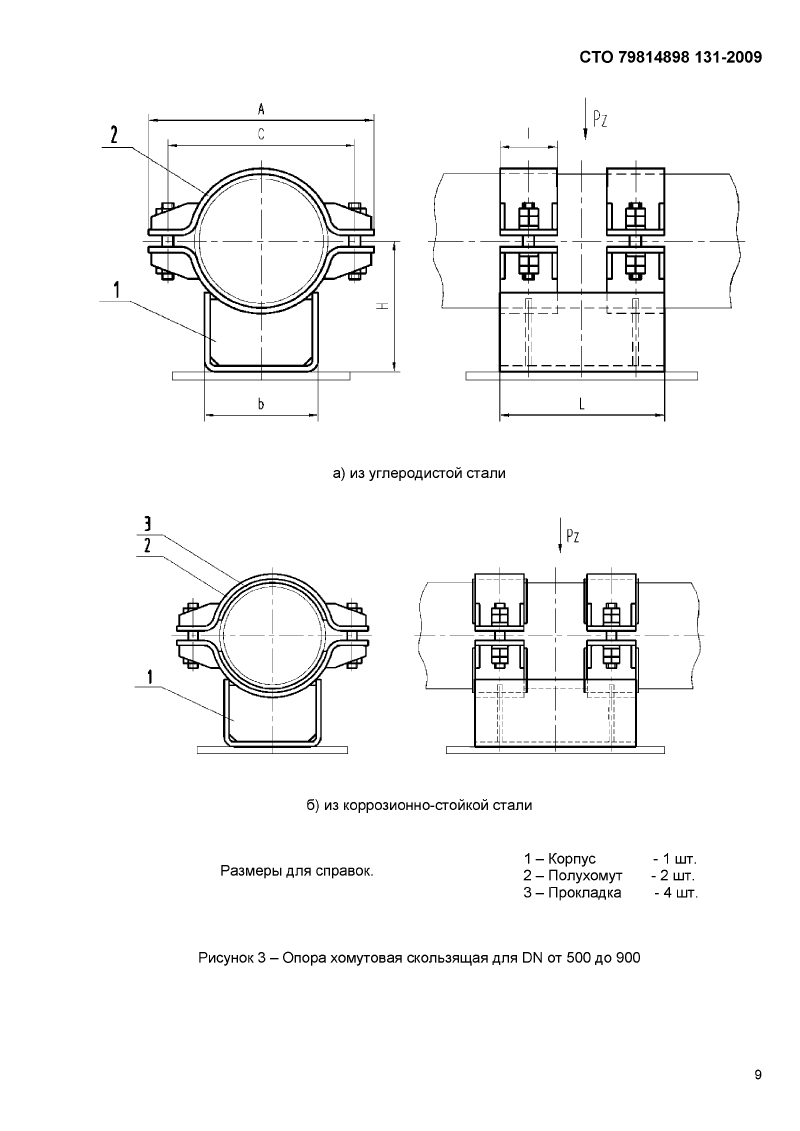 СТО 79814898 131-2009
A
C
2
1
H
b
l
Pz
L
а) из углеродистой стали
3
2
1
Pz
б) из коррозионно-стойкой стали
Размеры для справок.
1 – Корпус - 1 шт.
2 – Полухомут - 2 шт.
3 – Прокладка - 4 шт.
Рисунок 3 – Опора хомутовая скользящая для DN от 500 до 900
9